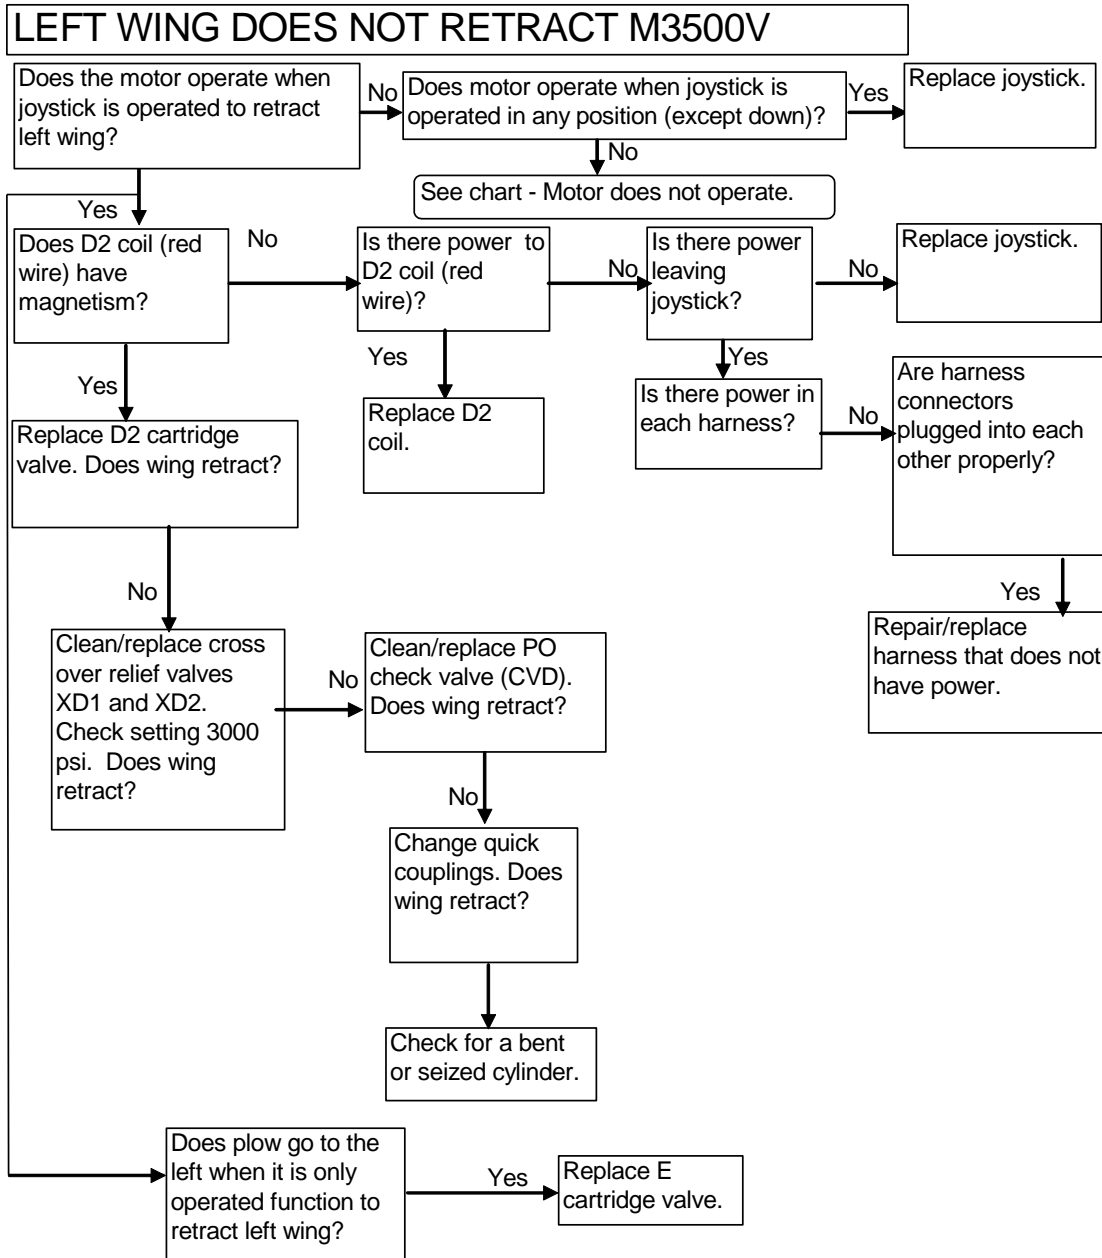 LEFT WING DOES NOT RETRACT M3500V
Does the motor operate when
joystick is operated to retract
left wing?
No
Does motor operate when joystick is
operated in any position (except down)?
Yes
Replace joystick.
No
See chart - Motor does not operate.
Yes
Does D2 coil (red
wire) have
magnetism?
No
Is there power to
D2 coil (red
wire)?
No
Is there power
leaving
joystick?
No
Replace joystick.
Yes
Yes
Yes
Replace D2 cartridge
valve. Does wing retract?
Replace D2
coil.
Is there power in
each harness?
No
Are harness
connectors
plugged into each
other properly?
No
Yes
Clean/replace cross
over relief valves
XD1 and XD2.
Check setting 3000
psi. Does wing
retract?
No
Clean/replace PO
check valve (CVD).
Does wing retract?
Repair/replace
harness that does not
have power.
No
Change quick
couplings. Does
wing retract?
Check for a bent
or seized cylinder.
Does plow go to the
left when it is only
operated function to
retract left wing?
Yes
Replace E
cartridge valve.